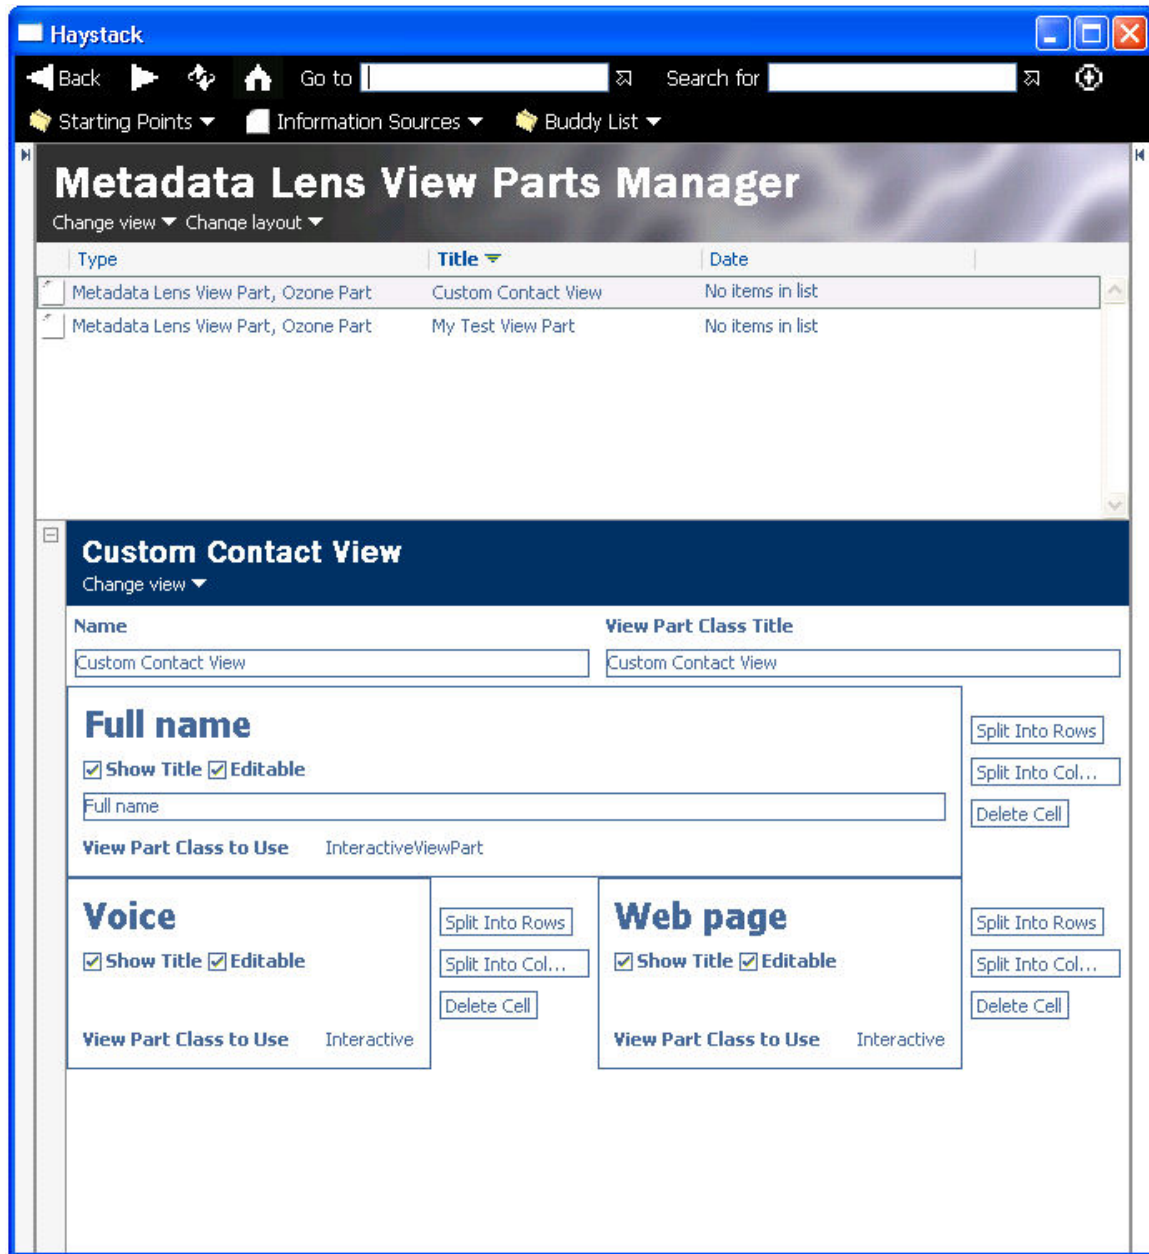 Haystack
Back Go to Search for
Starting Points Information Sources Buddy List
Metadata Lens View Parts Manager
Change view Change layout
Type Title Date
Metadata Lens View Part, Ozone Part Custom Contact View No items in list
Metadata Lens View Part, Ozone Part My Test View Part No items in list
Custom Contact View
Change view
Name View Part Class Title
Custom Contact View Custom Contact View
Full name
Split Into Rows
Show Title Editable
Split Into Col...
Full name
Delete Cell
View Part Class to Use InteractiveViewPart
Voice Split Into Rows Web page Split Into Rows
Show Title Editable Split Into Col... Show Title Editable Split Into Col...
Delete Cell Delete Cell
View Part Class to Use Interactive View Part Class to Use Interactive